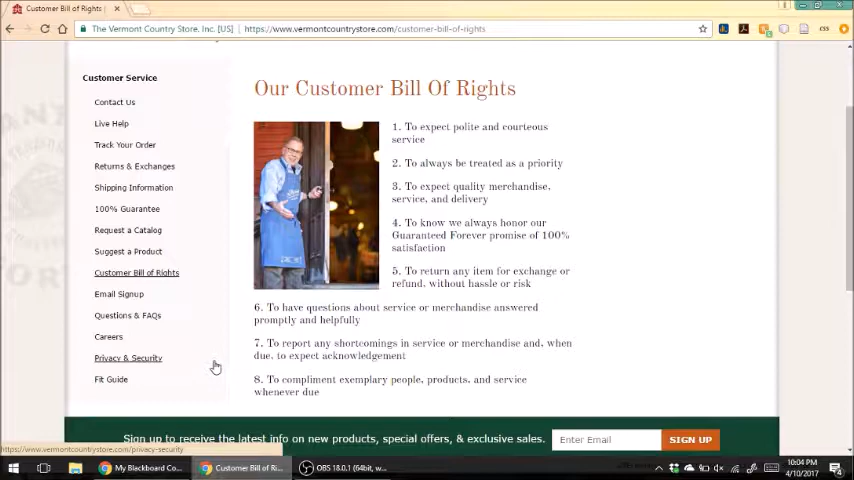 Customer Bill of Rights
The Vermont Country Store. Inc. [US]
https://www.vermontcountrystore.com/customer-bill-of-rights
Customer Service
Contact Us
Live Help
Track Your Order
Returns & Exchanges
Shipping Information
100% Guarantee
Request a Catalog
Suggest a Product
Customer Bill of Rights
Email Signup
Questions & FAQs
Careers
Privacy & Security
Fit Guide
Our Customer Bill Of Rights
1. To expect polite and courteous
service
2. To always be treated as a priority
3. To expect quality merchandise,
service, and delivery
4. To know we always honor our
Guaranteed Forever promise of 100%
satisfaction
5. To return any item for exchange or
refund, without hassle or risk
6. To have questions about service or merchandise answered
promptly and helpfully
7. To report any shortcomings in service or merchandise and, when
due, to expect acknowledgement
8. To compliment exemplary people, products, and service
whenever due
Sign up to receive the latest info on new products, special offers, & exclusive sales.
Enter Email
SIGN UP
https://www.vermontcountrystore.com/privacy-security
My Blackboard Co...
Customer Bill of Ri...
OBS 18.0.1 (64bit, w...
10:04 PM
4/10/2017